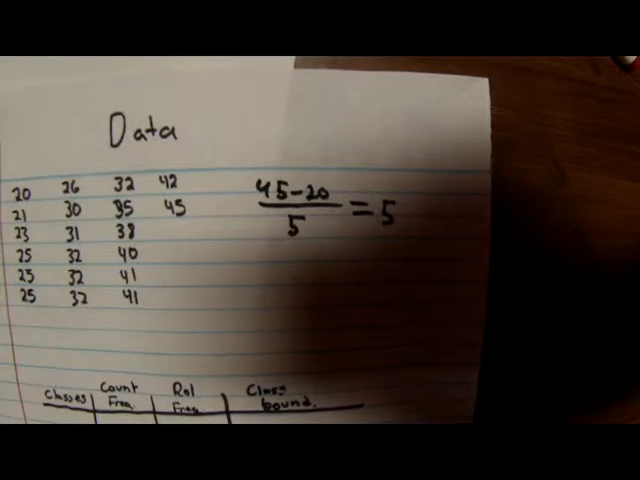 Data
20 26 32 42
21 30 35 45
23 31 38
25 32 40
25 32 41
25 32 41
45-20
5
= 5
Classes Count Freq. Rel Freq. Class bound.